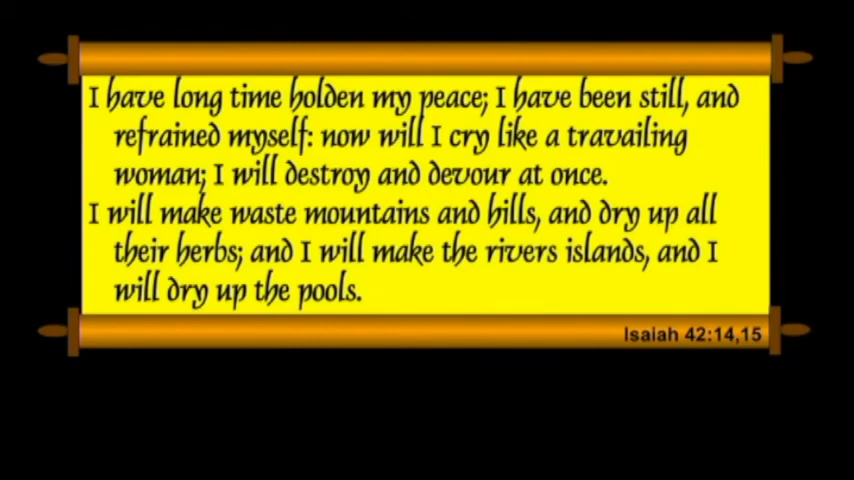 I have long time holden my peace; I have been still, and
refrained myself: now will I cry like a travailing
woman; I will destroy and devour at once.
I will make waste mountains and hills, and dry up all
their herbs; and I will make the rivers islands, and I
will dry up the pools.
Isaiah 42:14,15